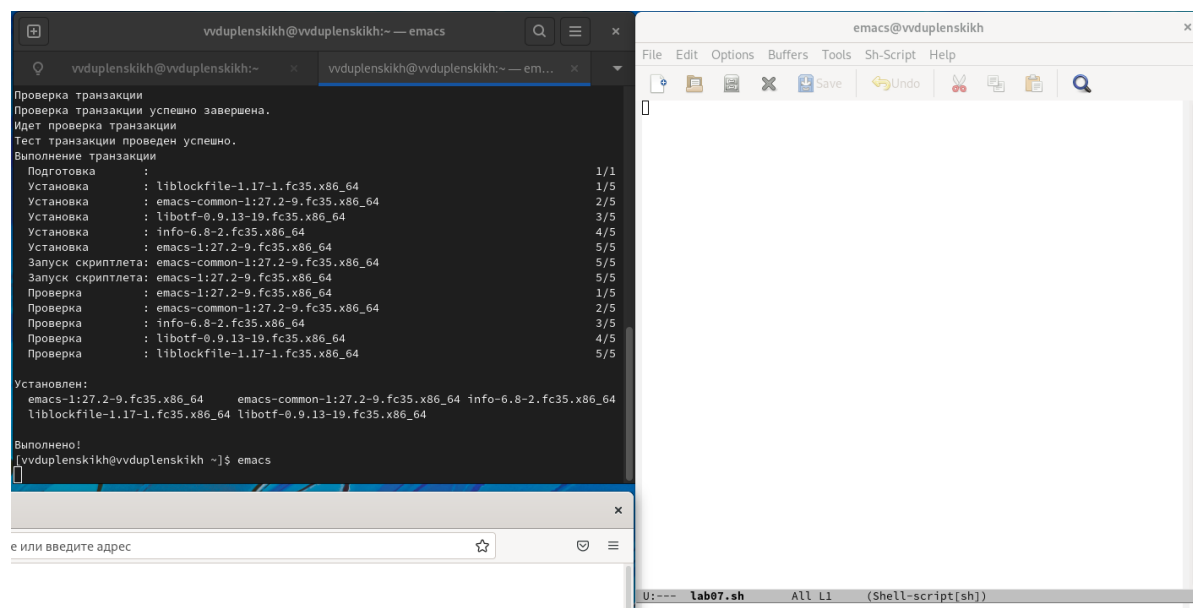 vvduplenskikh@vvduplenskikh:~ — emacs
vvduplenskikh@vvduplenskikh:~
vvduplenskikh@vvduplenskikh:~ — em…
Проверка транзакции
Проверка транзакции успешно завершена.
Идет проверка транзакции
Тест транзакции проведен успешно.
Выполнение транзакции
Подготовка : 1/1
Установка : liblockfile-1.17-1.fc35.x86_64 1/5
Установка : emacs-common-1:27.2-9.fc35.x86_64 2/5
Установка : libotf-0.9.13-19.fc35.x86_64 3/5
Установка : info-6.8-2.fc35.x86_64 4/5
Установка : emacs-1:27.2-9.fc35.x86_64 5/5
Запуск скриптлета: emacs-common-1:27.2-9.fc35.x86_64 5/5
Запуск скриптлета: emacs-1:27.2-9.fc35.x86_64 5/5
Проверка : emacs-1:27.2-9.fc35.x86_64 1/5
Проверка : emacs-common-1:27.2-9.fc35.x86_64 2/5
Проверка : info-6.8-2.fc35.x86_64 3/5
Проверка : libotf-0.9.13-19.fc35.x86_64 4/5
Проверка : liblockfile-1.17-1.fc35.x86_64 5/5
Установлен:
emacs-1:27.2-9.fc35.x86_64 emacs-common-1:27.2-9.fc35.x86_64 info-6.8-2.fc35.x86_64
liblockfile-1.17-1.fc35.x86_64 libotf-0.9.13-19.fc35.x86_64
Выполнено!
[vvduplenskikh@vvduplenskikh ~]$ emacs
е или введите адрес
emacs@vvduplenskikh
File Edit Options Buffers Tools Sh-Script Help
Save Undo
U:--- lab07.sh All L1 (Shell-script[sh])